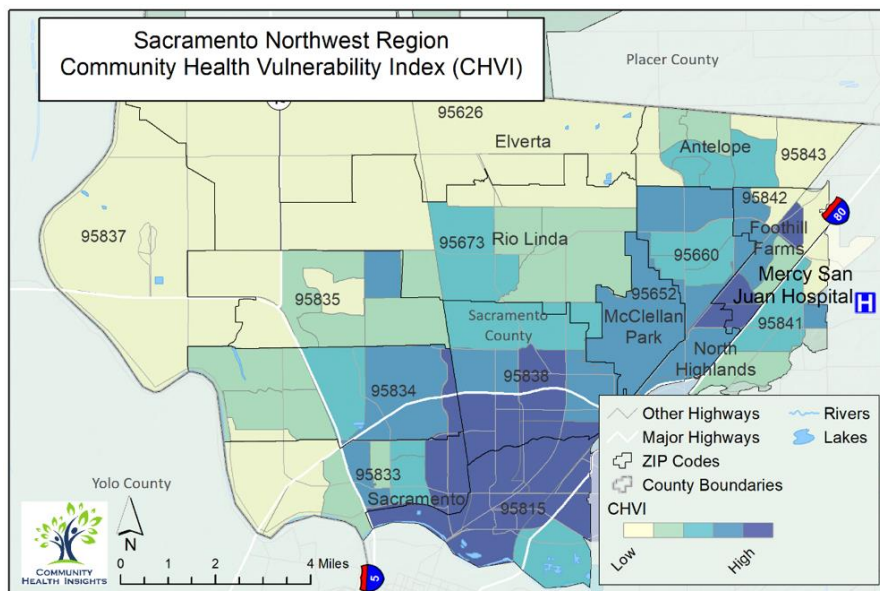 Sacramento Northwest Region
Community Health Vulnerability Index (CHVI)
Placer County
95626
Elverta
Antelope
95843
95842
80
Foothill
Farms
95837
95673
Rio Linda
95660
Mercy San
Juan Hospital
H
95835
95652
McClellan
Park
Sacramento
County
95841
North
Highlands
95834
95838
95833
Sacramento
95815
Yolo County
N
0 1 2 4 Miles
5
COMMUNITY
HEALTH INSIGHTS
Other Highways
Rivers
Major Highways
Lakes
ZIP Codes
County Boundaries
CHVI
Low
High